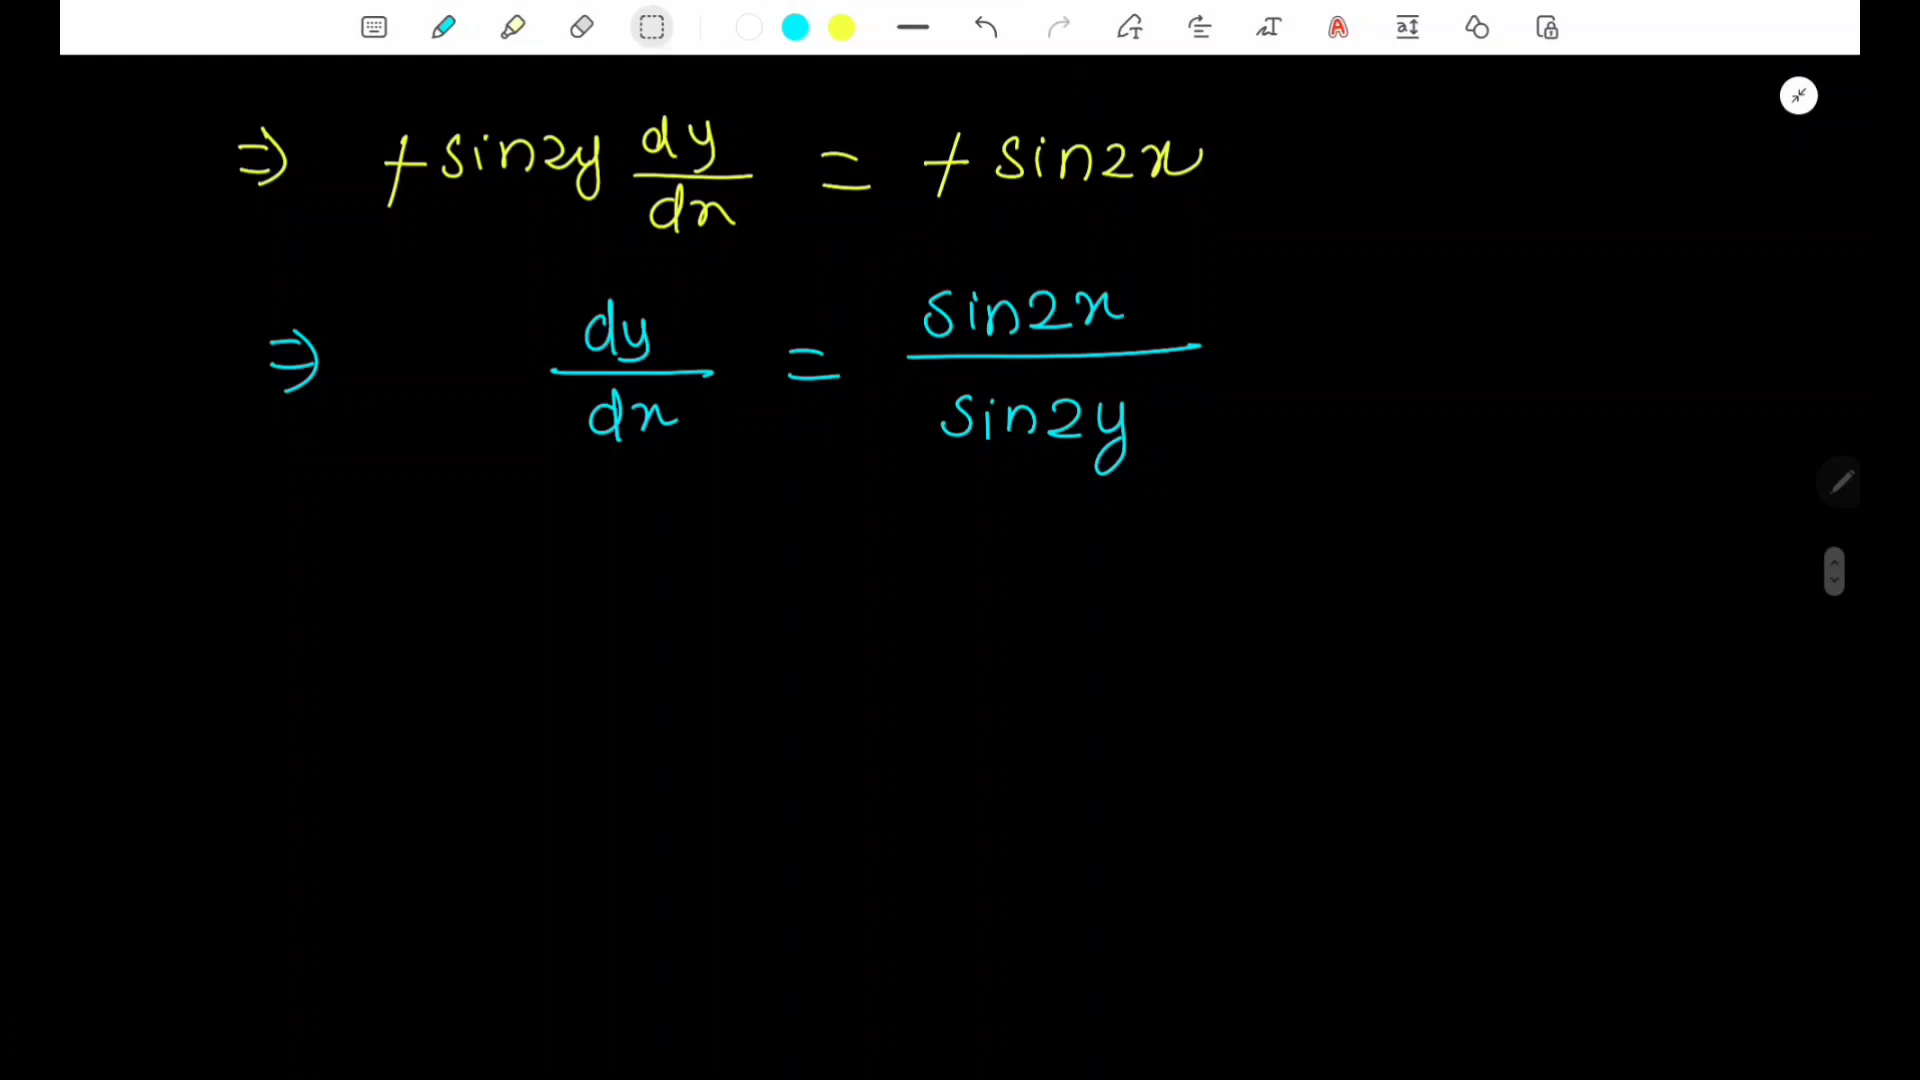 ⇒ + sin2y dy/dx = + sin2x
⇒ dy/dx = sin2x/sin2y